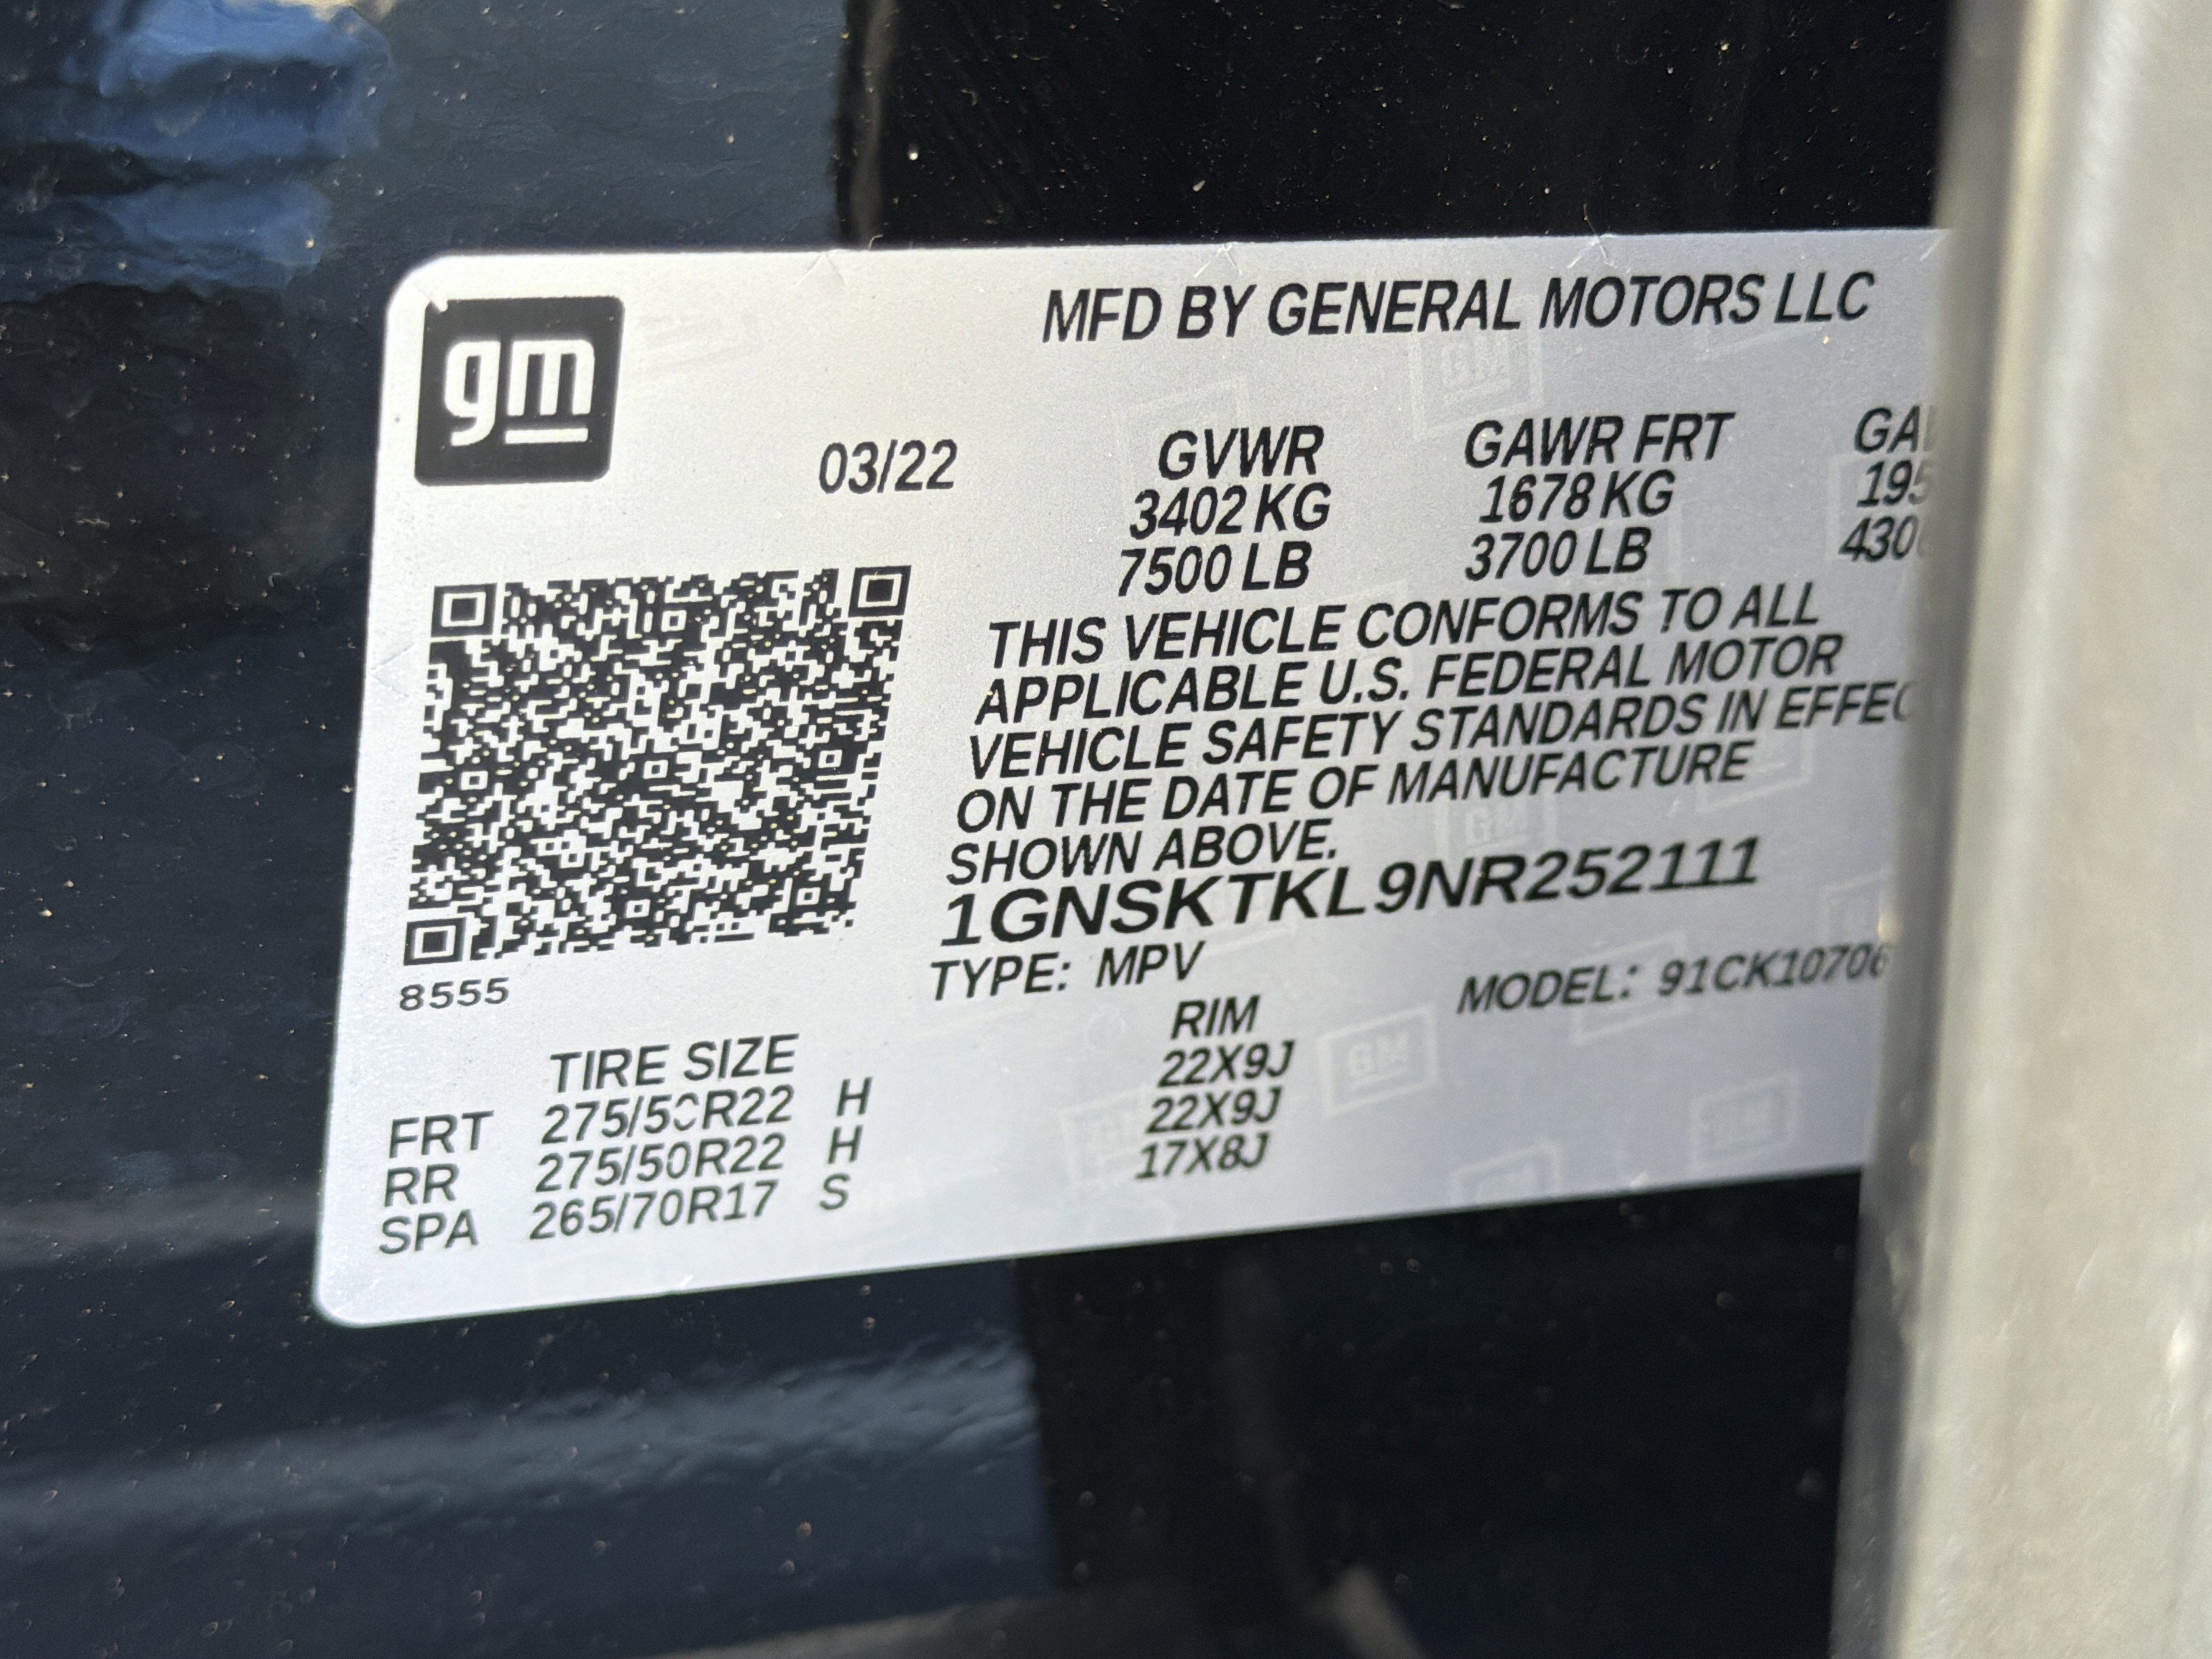 gm
MFD BY GENERAL MOTORS LLC
03/22 GVWR GAWR FRT
3402 KG 1678 KG
7500 LB 3700 LB
THIS VEHICLE CONFORMS TO ALL
APPLICABLE U.S. FEDERAL MOTOR
VEHICLE SAFETY STANDARDS IN
ON THE DATE OF MANUFACTURE
SHOWN ABOVE.
1GNSKTKL9NR252111
TYPE: MPV MODEL: 91CK10706
8555
TIRE SIZE RIM
FRT 275/50R22 H 22X9J
RR 275/50R22 H 22X9J
SPA 265/70R17 S 17X8J